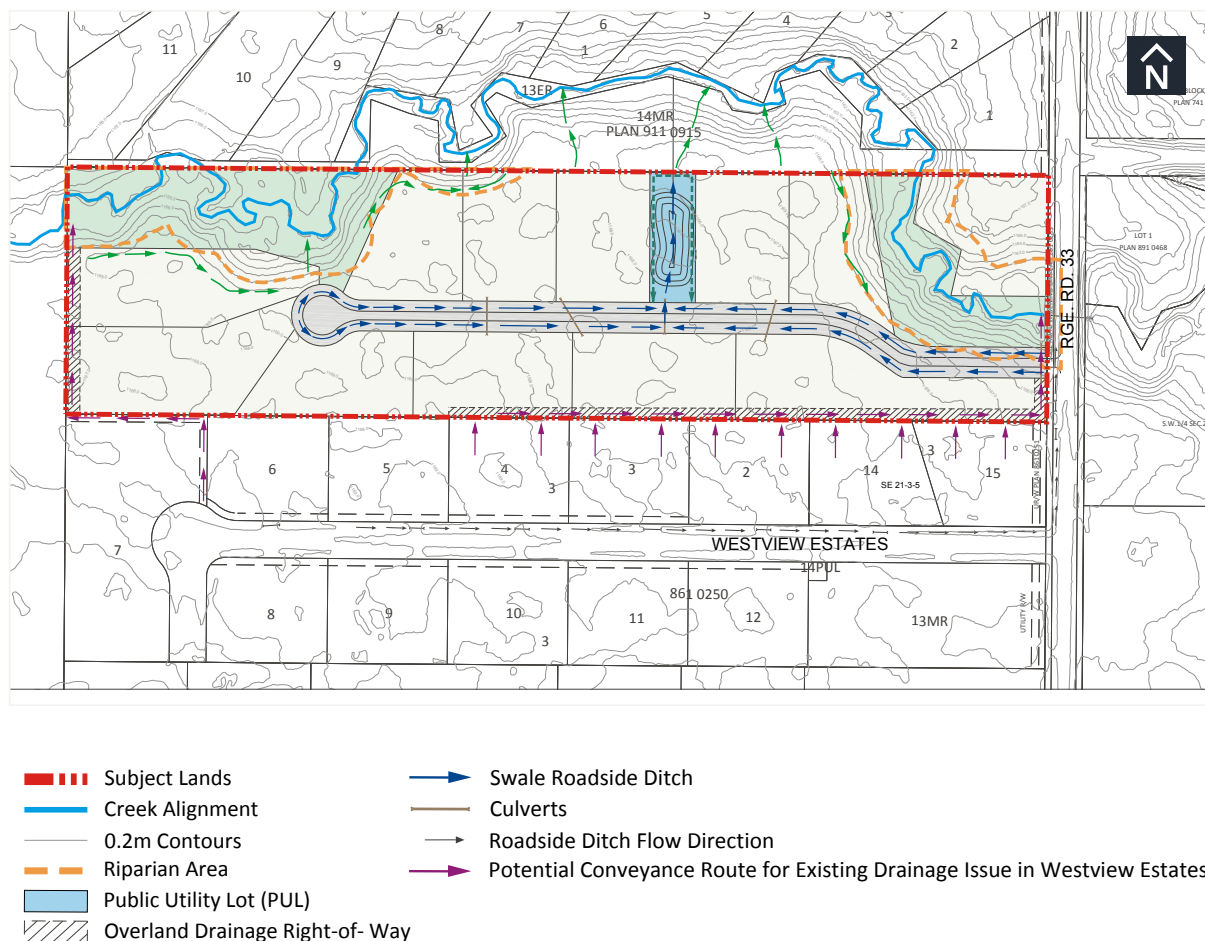 11
10
9
8
7
6
1
5
4
3
2
1
N
BLOCK
PLAN 741
13ER
14MR
PLAN 911 0915
LOT 1
PLAN 891 0468
RGE. RD. 33
6
5
4
3
3
2
14
3
15
SE 21-3-5
7
WESTVIEW ESTATES
14PUL
861 0250
8
9
10
3
11
12
13MR
UTILITY R/W
Subject Lands
Creek Alignment
0.2m Contours
Riparian Area
Public Utility Lot (PUL)
Overland Drainage Right-of- Way
Swale Roadside Ditch
Culverts
Roadside Ditch Flow Direction
Potential Conveyance Route for Existing Drainage Issue in Westview Estates